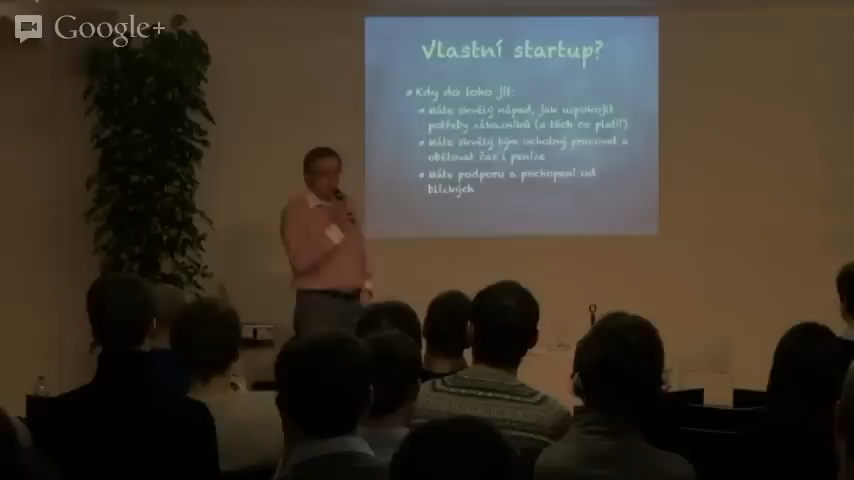 Google+
Vlastní startup?
Kdy do toho jít:
Máte skvělý nápad, jak uspokojit
potřeby zákazníků (a těch co platí?)
Máte skvělý tým ochotný pracovat a
obětovat čas i peníze
Máte podporu a pochopení od
blízkých